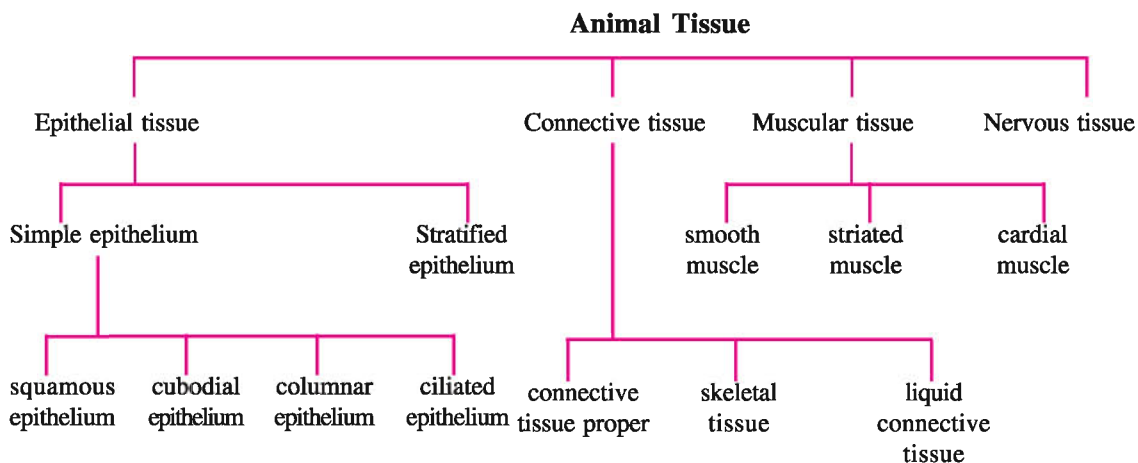 Animal Tissue
Epithelial tissue
Connective tissue
Muscular tissue
Nervous tissue
Simple epithelium
Stratified
epithelium
smooth
muscle
striated
muscle
cardial
muscle
squamous
epithelium
cubodial
epithelium
columnar
epithelium
ciliated
epithelium
connective
tissue proper
skeletal
tissue
liquid
connective
tissue